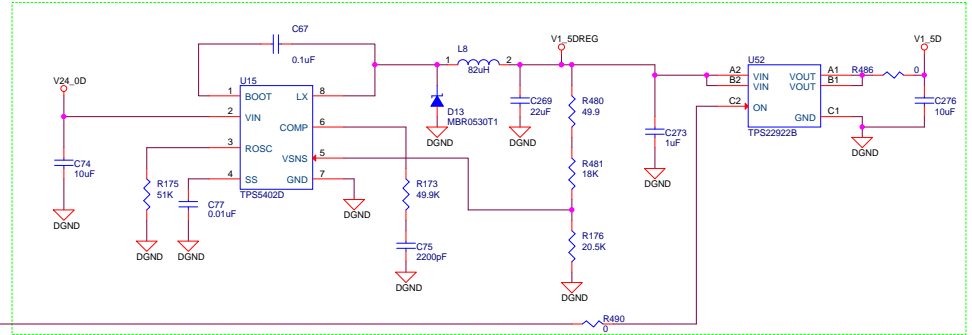 C67
0.1uF
V24_0D
U15
1 BOOT LX 8
2 VIN
COMP 6
3 ROSC
VSNS 5
4 SS GND 7
TPS5402D
C74
10uF
DGND
R175
51K
DGND
C77
0.01uF
DGND
DGND
R173
49.9K
C75
2200pF
DGND
L8
1 2
82uH
D13
MBR0530T1
DGND
V1_5DREG
C269
22uF
DGND
R480
49.9
R481
18K
R176
20.5K
DGND
C273
1uF
DGND
U52
A2 VIN VOUT A1
B2 VIN VOUT B1
C2 ON
GND C1
TPS22922B
R486 0
V1_5D
C276
10uF
DGND
R490
0